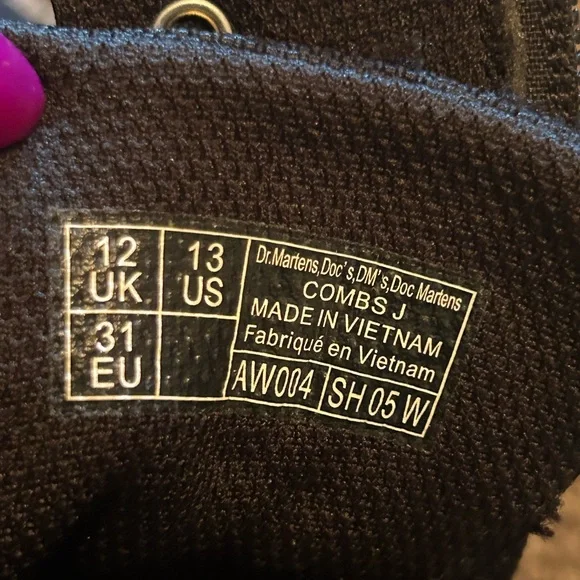 12 UK
13 US
31 EU
Dr.Martens,Doc's,DM's,Doc Martens
COMBS J
MADE IN VIETNAM
Fabriqué en Vietnam
AW004
SH 05 W